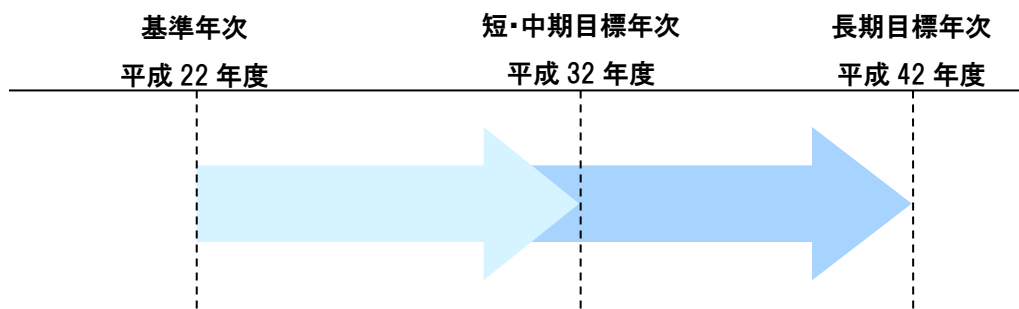 基準年次
平成 22 年度
短・中期目標年次
平成 32 年度
長期目標年次
平成 42 年度